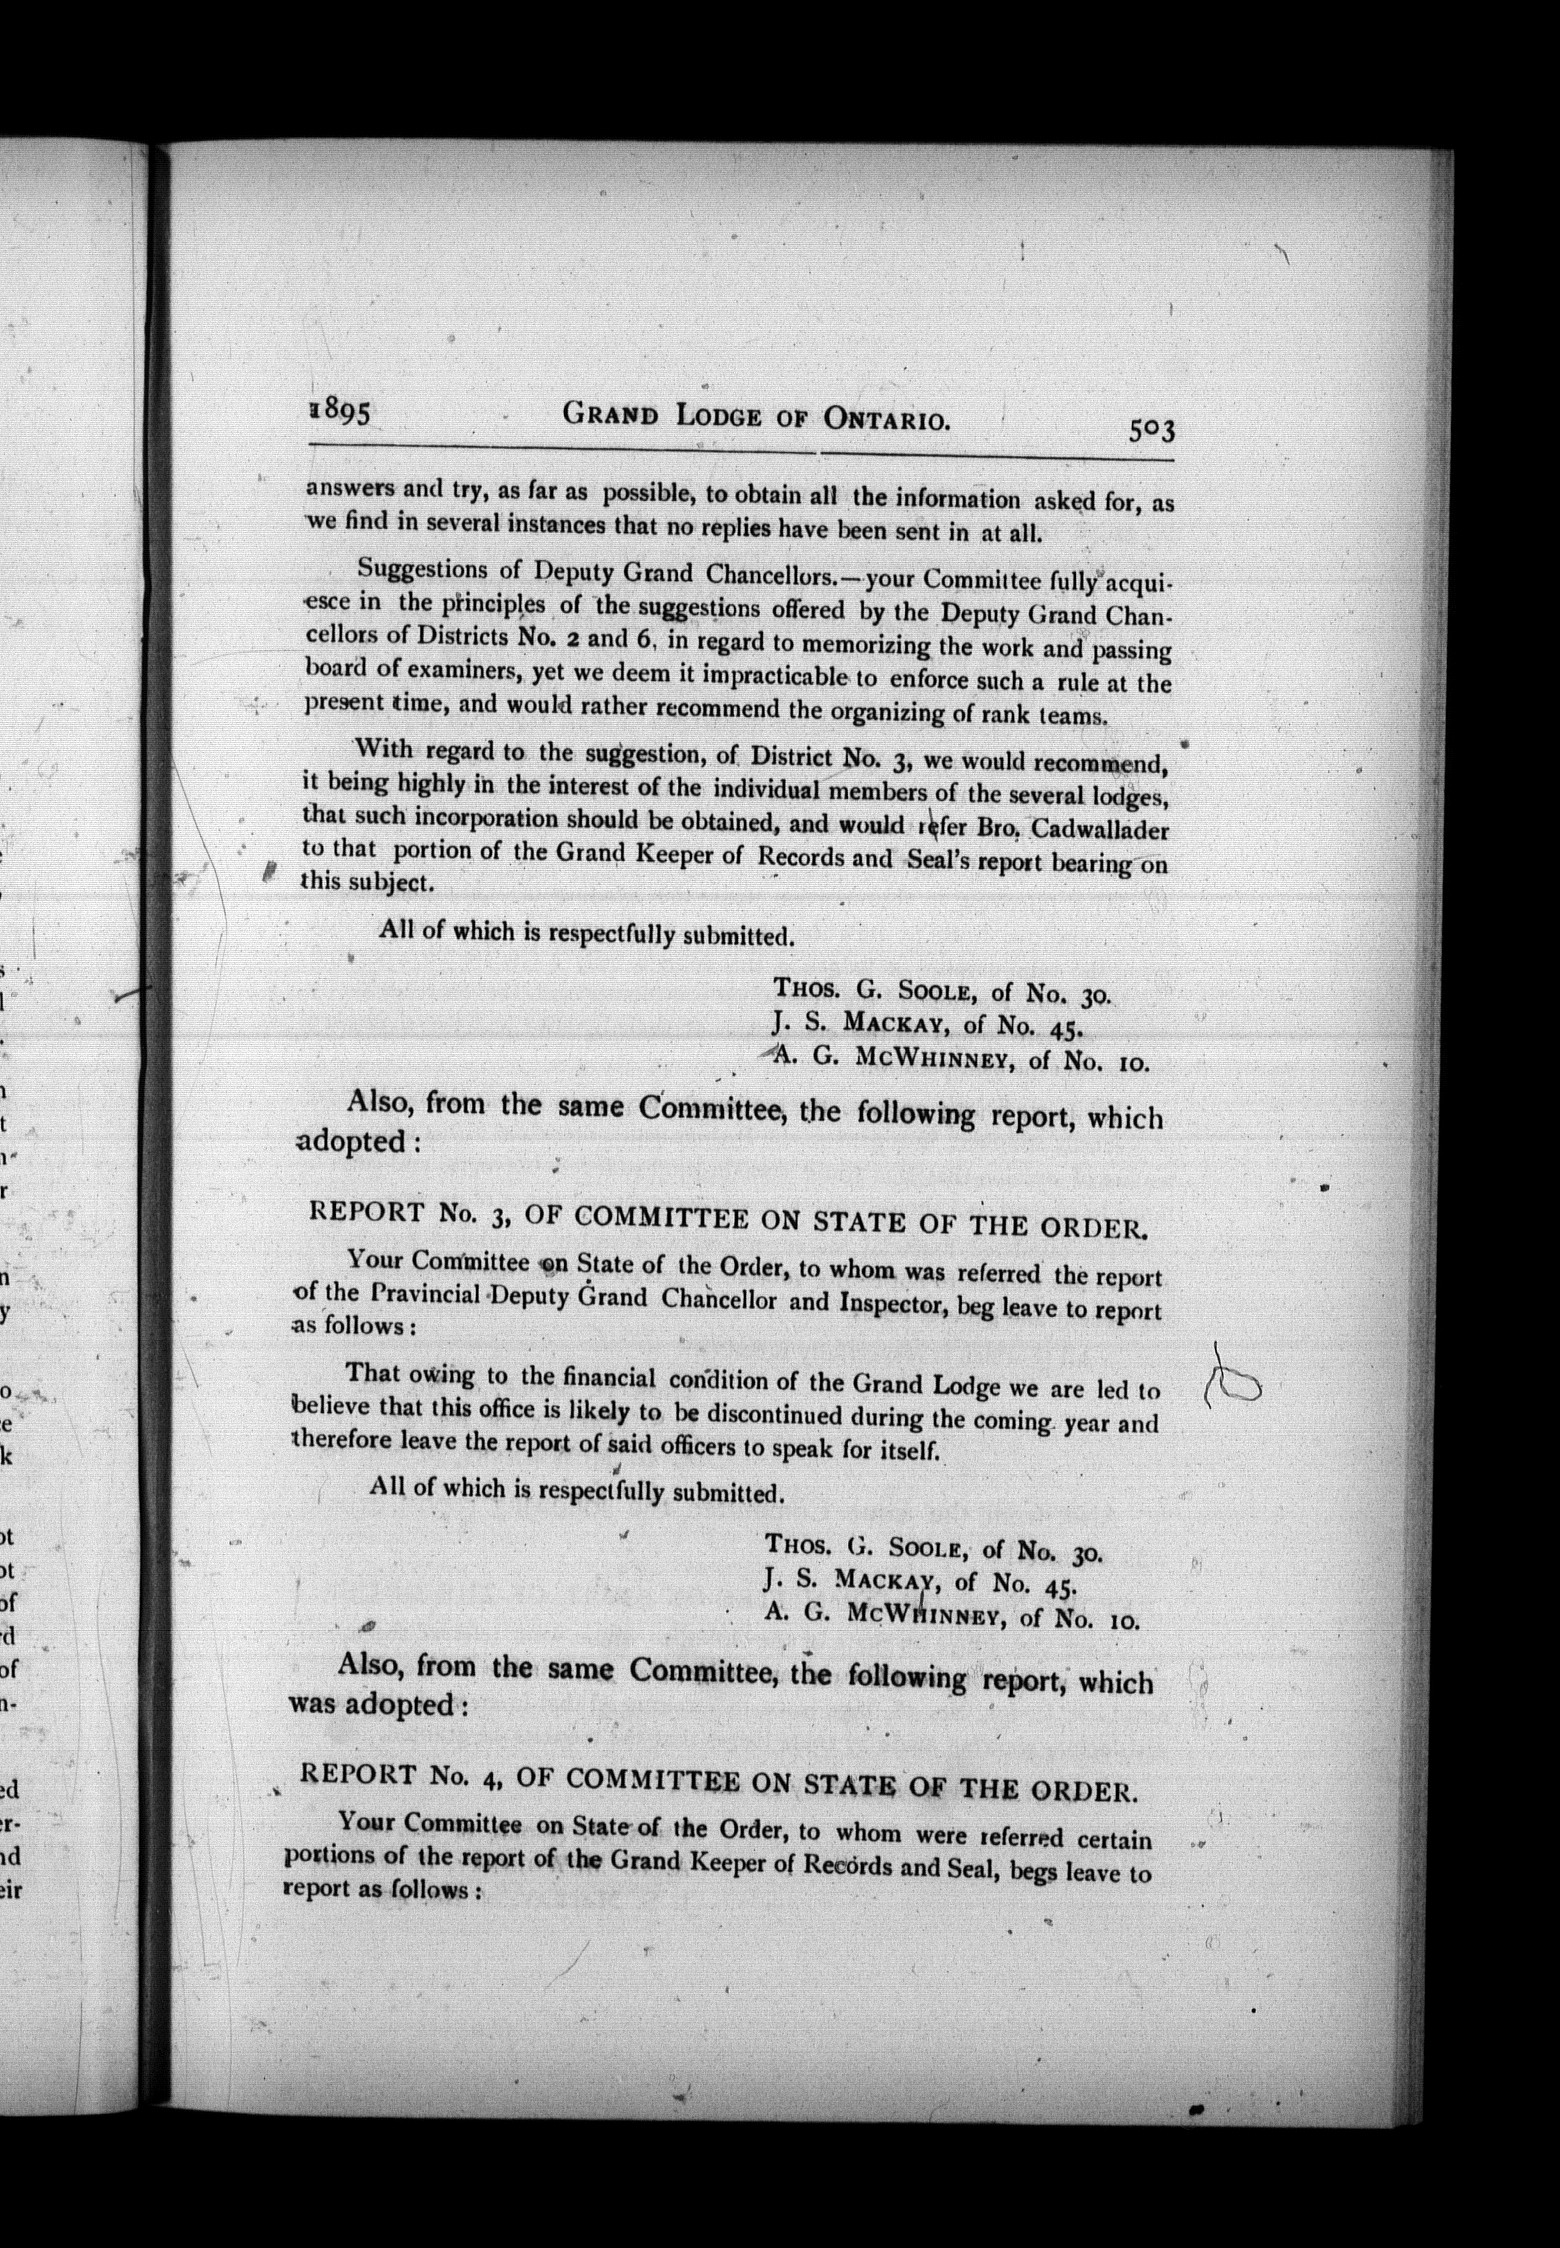 1895 GRAND LODGE OF ONTARIO. 503
answers and try, as far as possible, to obtain all the information asked for, as
we find in several instances that no replies have been sent in at all.
Suggestions of Deputy Grand Chancellors.—your Committee fully acqui-
esce in the principles of the suggestions offered by the Deputy Grand Chan-
cellors of Districts No. 2 and 6, in regard to memorizing the work and passing
board of examiners, yet we deem it impracticable to enforce such a rule at the
present time, and would rather recommend the organizing of rank teams.
With regard to the suggestion, of District No. 3, we would recommend,
it being highly in the interest of the individual members of the several lodges,
that such incorporation should be obtained, and would refer Bro. Cadwallader
to that portion of the Grand Keeper of Records and Seal's report bearing on
this subject.
All of which is respectfully submitted.
THOS. G. SOOLE, of No. 30.
J. S. MACKAY, of No. 45.
A. G. MCWHINNEY, of No. 10.
Also, from the same Committee, the following report, which
adopted :
REPORT No. 3, OF COMMITTEE ON STATE OF THE ORDER.
Your Committee on State of the Order, to whom was referred the report
of the Pravincial Deputy Grand Chancellor and Inspector, beg leave to report
as follows :
That owing to the financial condition of the Grand Lodge we are led to
believe that this office is likely to be discontinued during the coming year and
therefore leave the report of said officers to speak for itself.
All of which is respectfully submitted.
THOS. G. SOOLE, of No. 30.
J. S. MACKAY, of No. 45.
A. G. MCWHINNEY, of No. 10.
Also, from the same Committee, the following report, which
was adopted :
REPORT No. 4, OF COMMITTEE ON STATE OF THE ORDER.
Your Committee on State of the Order, to whom were referred certain
portions of the report of the Grand Keeper of Records and Seal, begs leave to
report as follows :